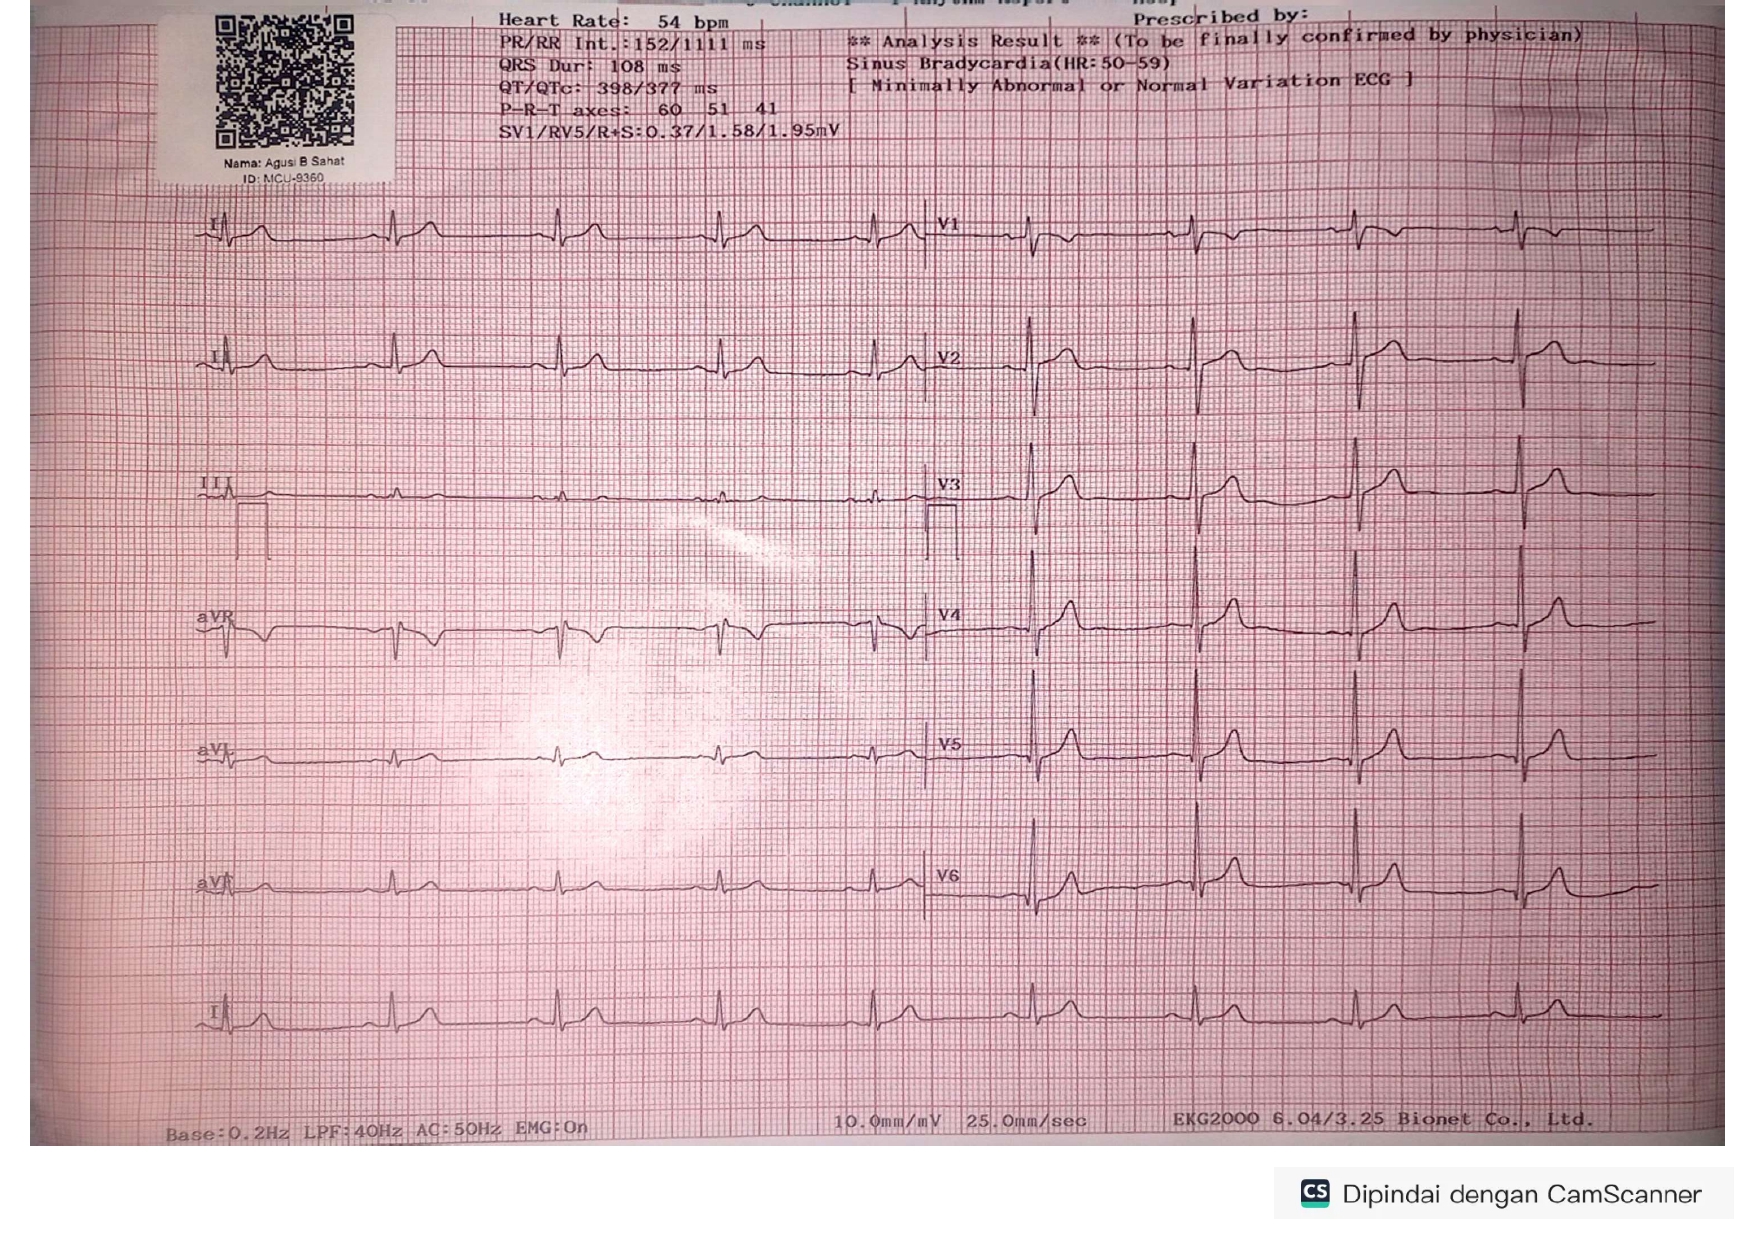 Heart Rate: 54 bpm
Prescribed by:
PR/RR Int.:152/1111 ms
QRS Dur: 108 ms
QT/QTc: 398/377 ms
P-R-T axes: 60 51 41
SV1/RV5/R+S:0.37/1.58/1.95mV
** Analysis Result ** (To be finally confirmed by physician)
Sinus Bradycardia(HR:50-59)
[ Minimally Abnormal or Normal Variation ECG ]
Nama: Agusi B Sahat
ID: MCU-9360
I
V1
V2
III
V3
aVR
V4
aVL
V5
aVF
V6
Base:0.2Hz LPF:40Hz AC:50Hz EMG:On
10.0mm/mV 25.0mm/sec
EKG2000 6.04/3.25 Bionet Co., Ltd.
CS Dipindai dengan CamScanner